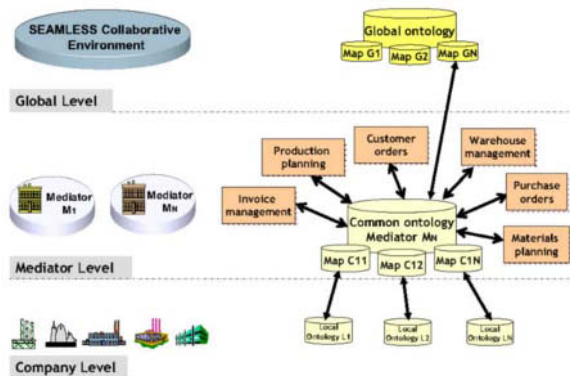 SEAMLESS Collaborative
Environment
Global ontology
Map G1
Map G2
Map GN
Global Level
Production
planning
Customer
orders
Warehouse
management
Invoice
management
Purchase
orders
Materials
planning
Mediator
M1
Mediator
MN
Common ontology
Mediator MN
Map C11
Map C12
Map C1N
Mediator Level
Local
Ontology L1
Local
Ontology L2
Local
Ontology LN
Company Level